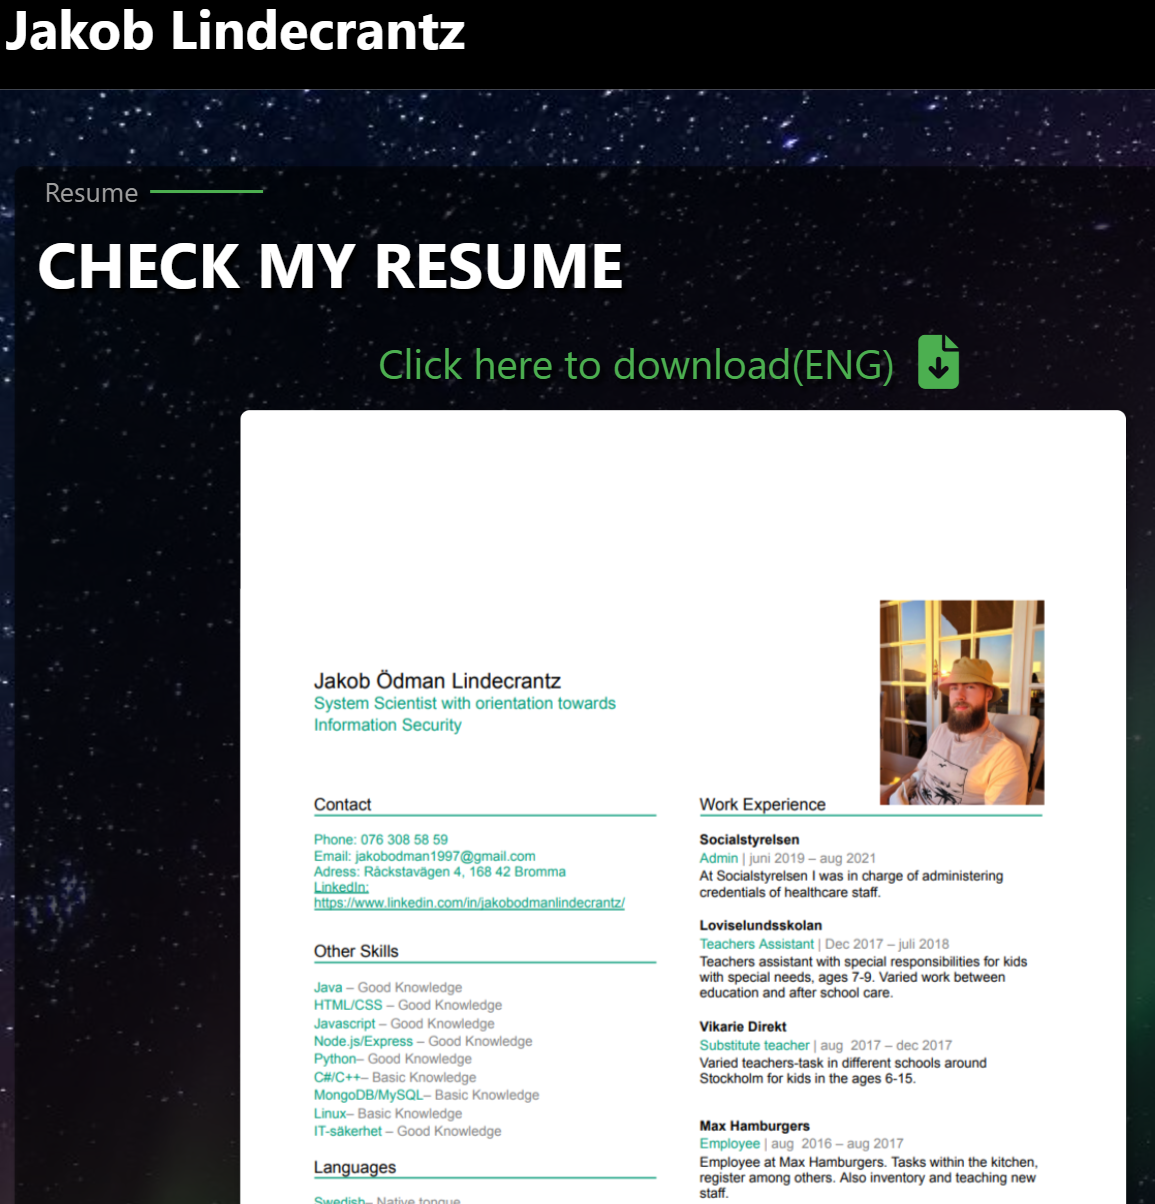 Jakob Lindecrantz
Resume
CHECK MY RESUME
Click here to download(ENG)
Jakob Ödman Lindecrantz
System Scientist with orientation towards
Information Security
Contact
Phone: 076 308 58 59
Email: jakobodman1997@gmail.com
Adress: Råckstavägen 4, 168 42 Bromma
LinkedIn:
https://www.linkedin.com/in/jakobodmanlindecrantz/
Other Skills
Java – Good Knowledge
HTML/CSS – Good Knowledge
Javascript – Good Knowledge
Node.js/Express – Good Knowledge
Python– Good Knowledge
C#/C++– Basic Knowledge
MongoDB/MySQL– Basic Knowledge
Linux– Basic Knowledge
IT-säkerhet – Good Knowledge
Languages
Swedish– Native tongue
Work Experience
Socialstyrelsen
Admin | juni 2019 – aug 2021
At Socialstyrelsen I was in charge of administering
credentials of healthcare staff.
Loviselundsskolan
Teachers Assistant | Dec 2017 – juli 2018
Teachers assistant with special responsibilities for kids
with special needs, ages 7-9. Varied work between
education and after school care.
Vikarie Direkt
Substitute teacher | aug 2017 – dec 2017
Varied teachers-task in different schools around
Stockholm for kids in the ages 6-15.
Max Hamburgers
Employee | aug 2016 – aug 2017
Employee at Max Hamburgers. Tasks within the kitchen,
register among others. Also inventory and teaching new
staff.